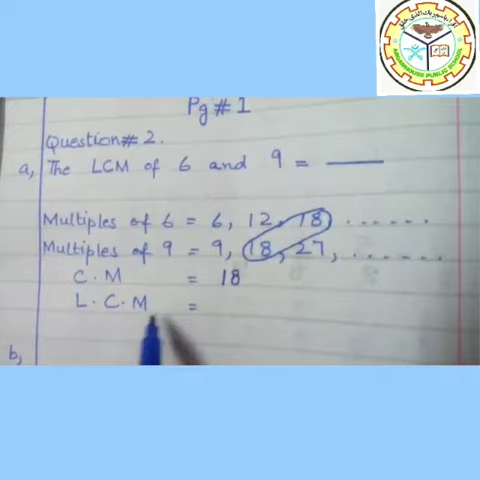 Pg # 1
Question # 2.
a, The LCM of 6 and 9 = ____
Multiples of 6 = 6, 12, 18, .......
Multiples of 9 = 9, 18, 27, .......
C.M = 18
L.C.M =
b,